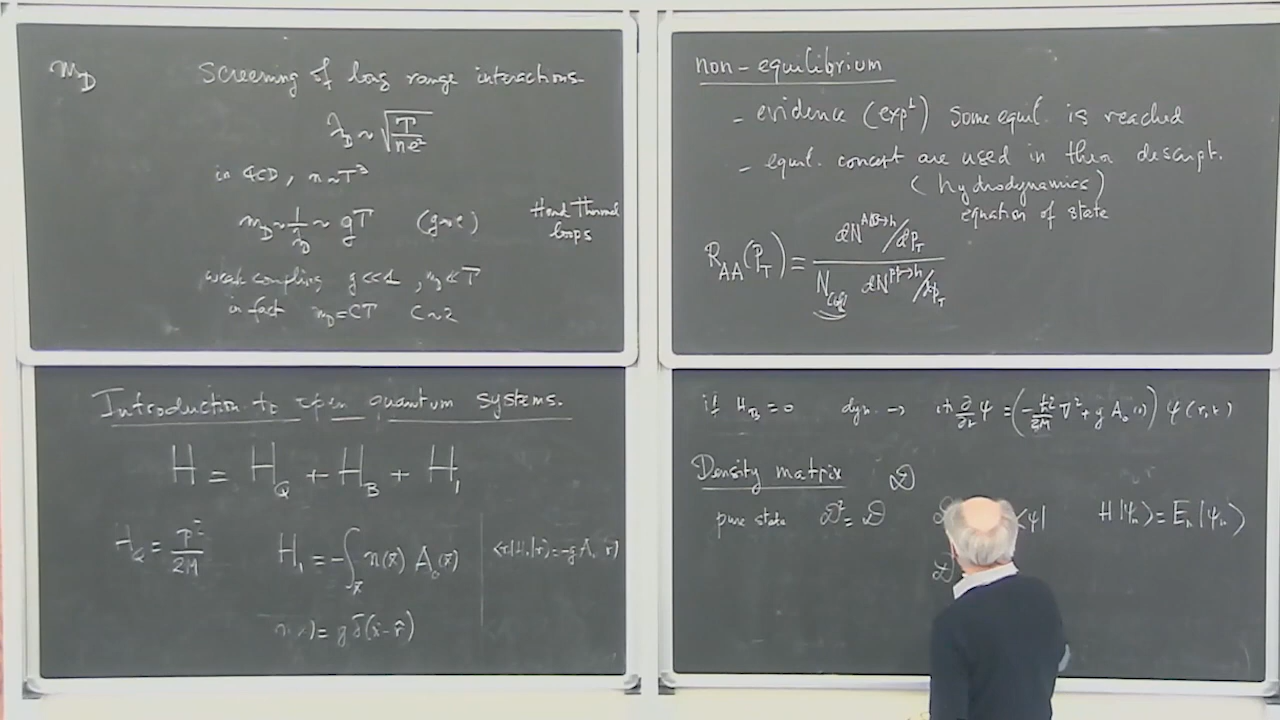 m_D Screening of long range interactions.
λ_D ~ √(T/ne²)
in QCD, n ~ T³
m_D ~ 1/λ_D ~ gT (g~e)
Hard Thermal
loops
weak coupling g<<1, m_D << T
in fact m_D = CT C~2
non-equilibrium
- evidence (exp^t) some equil. is reached
- equil. concept are used in their descript.
(hydrodynamics)
equation of state
R_AA(P_T) = dN^{AB→h}/dp_T
N_coll dN^{pp→h}/dp_T
Introduction to open quantum systems.
H = H_Q + H_B + H_1
H_Q = P²/2M H_1 = -∫_x n(x) A_0(x)
n(x) = g δ(x-r̂)
if H_B = 0 dyn. → iħ ∂/∂t ψ = (-ħ²/2M ∇² + g A_0(r)) ψ(r,t)
Density matrix 𝒟
pure state 𝒟² = 𝒟 ⟨ψ| H|ψ_n⟩ = E_n|ψ_n⟩
𝒟